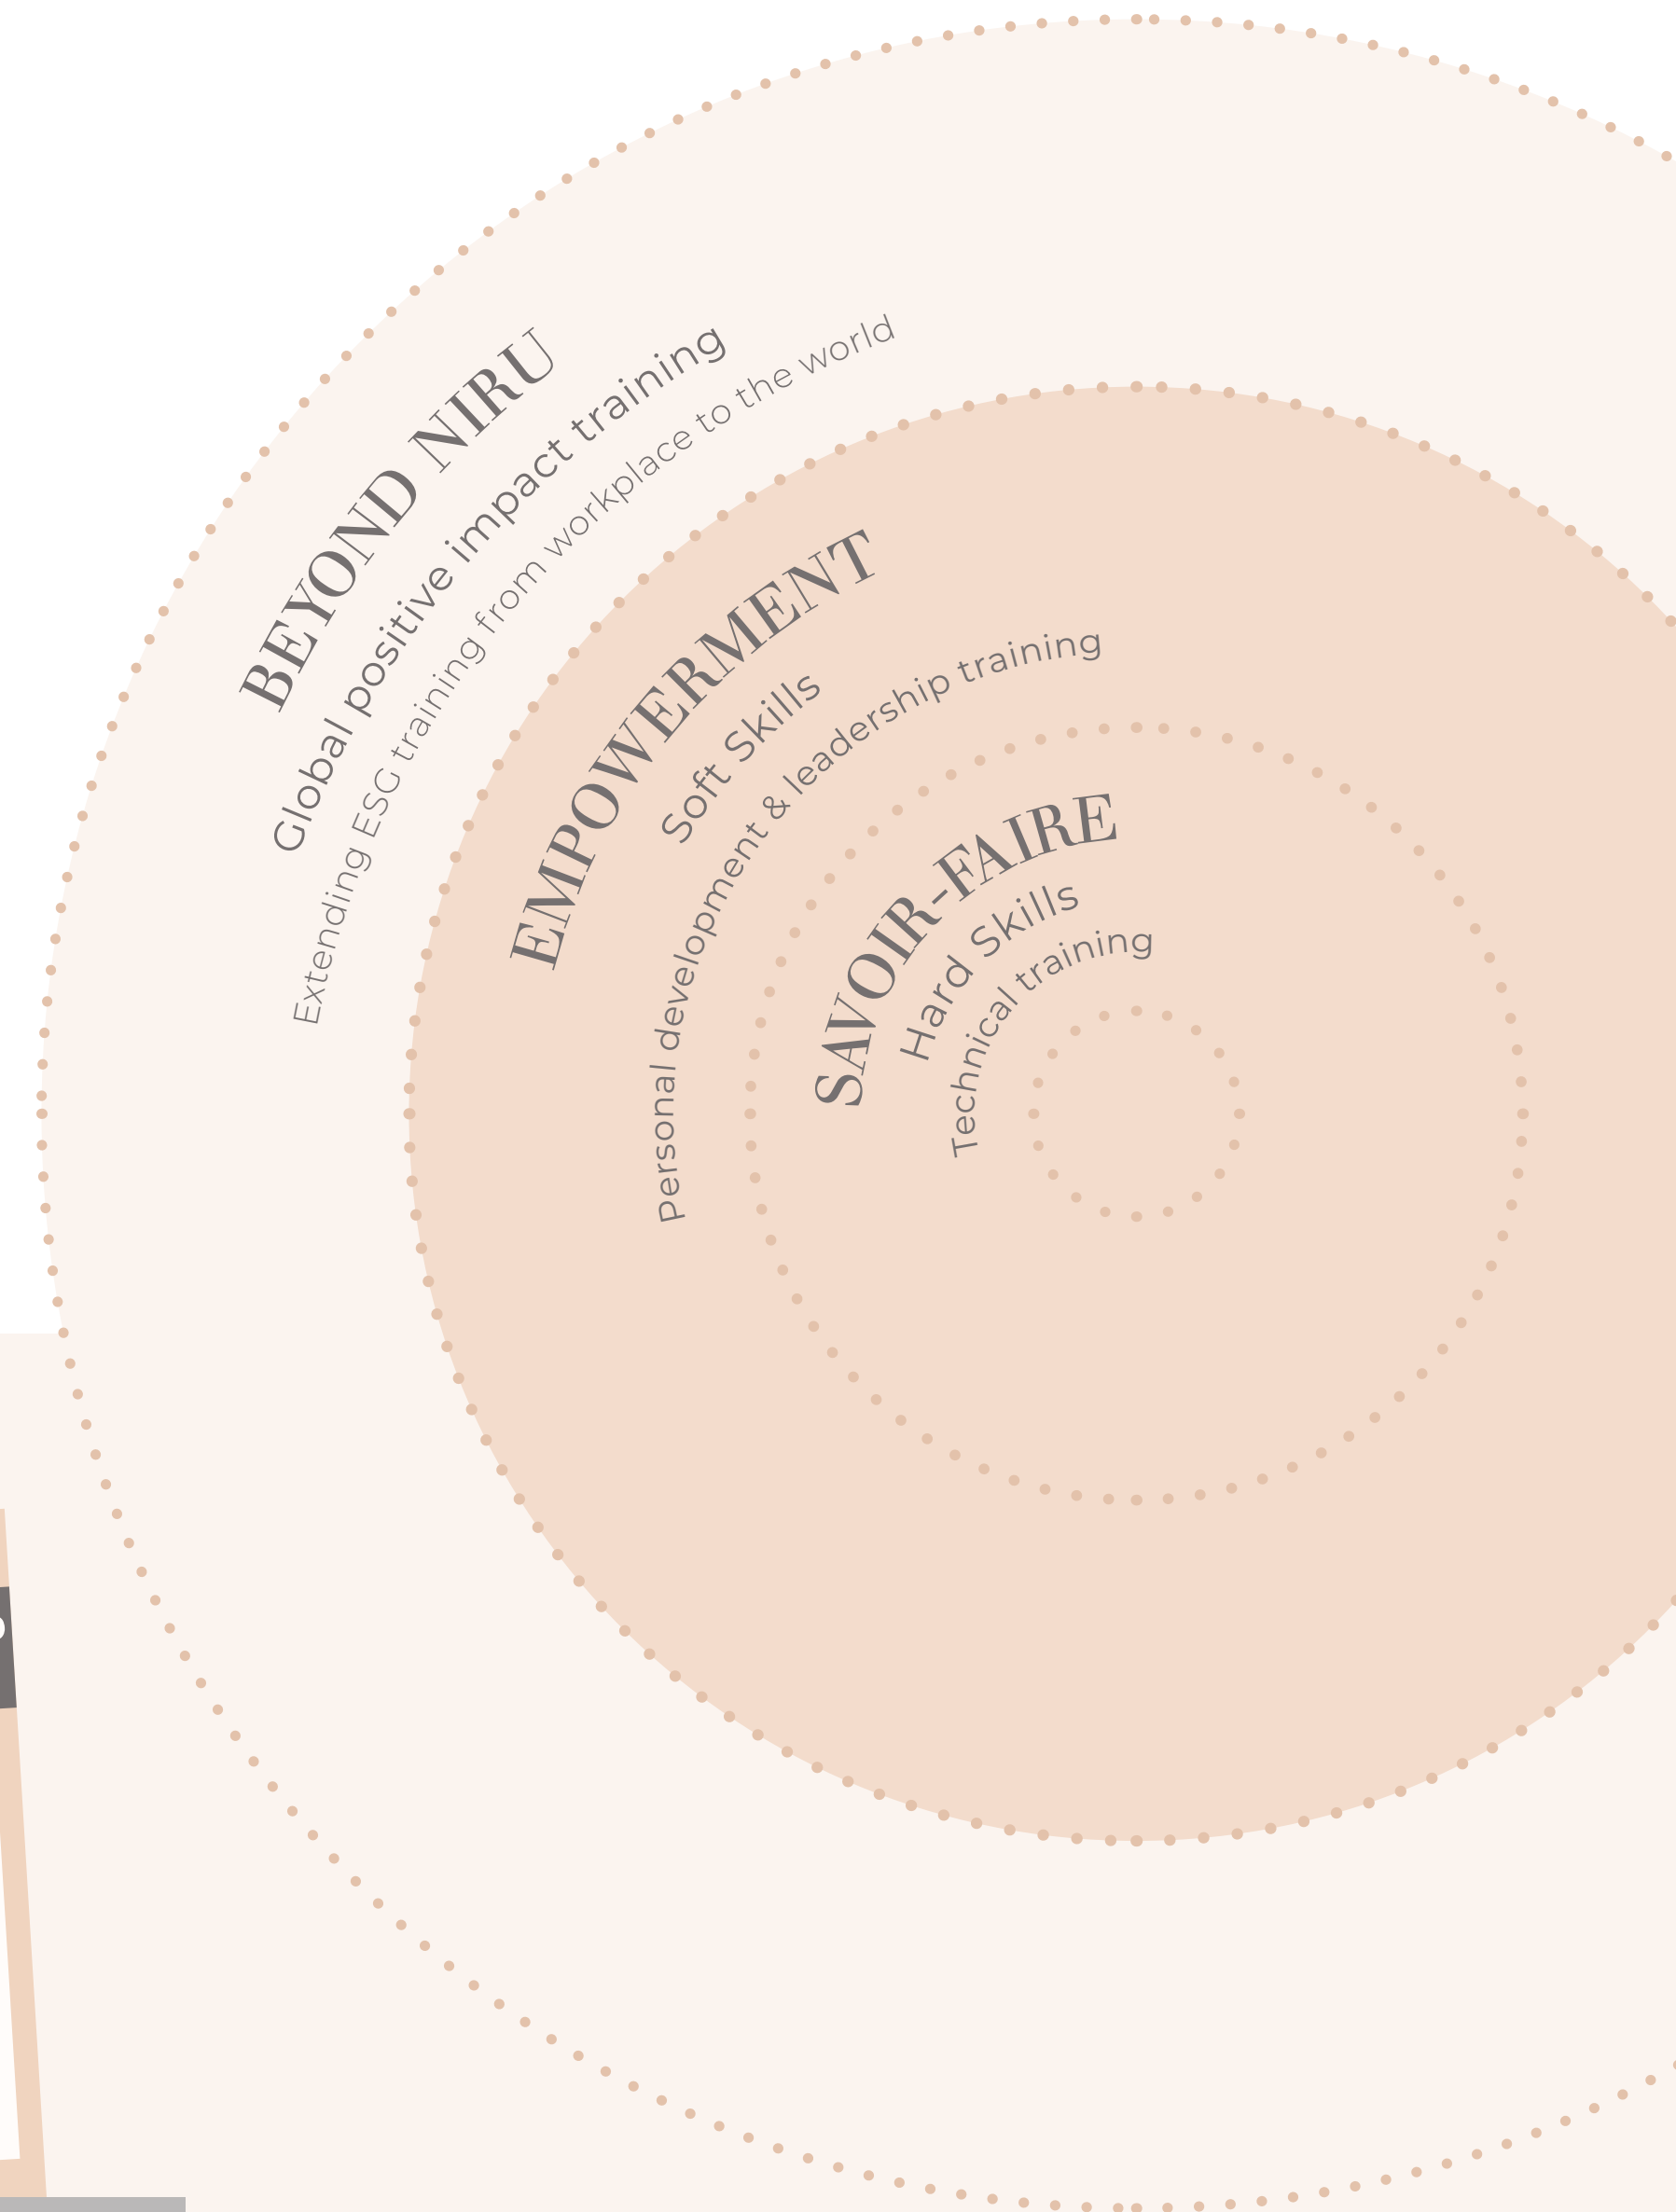 BEYOND NIRU
Global positive impact training
Extending ESG training from workplace to the world
EMPOWERMENT
Soft Skills
Personal development & leadership training
SAVOIR-FAIRE
Hard Skills
Technical training